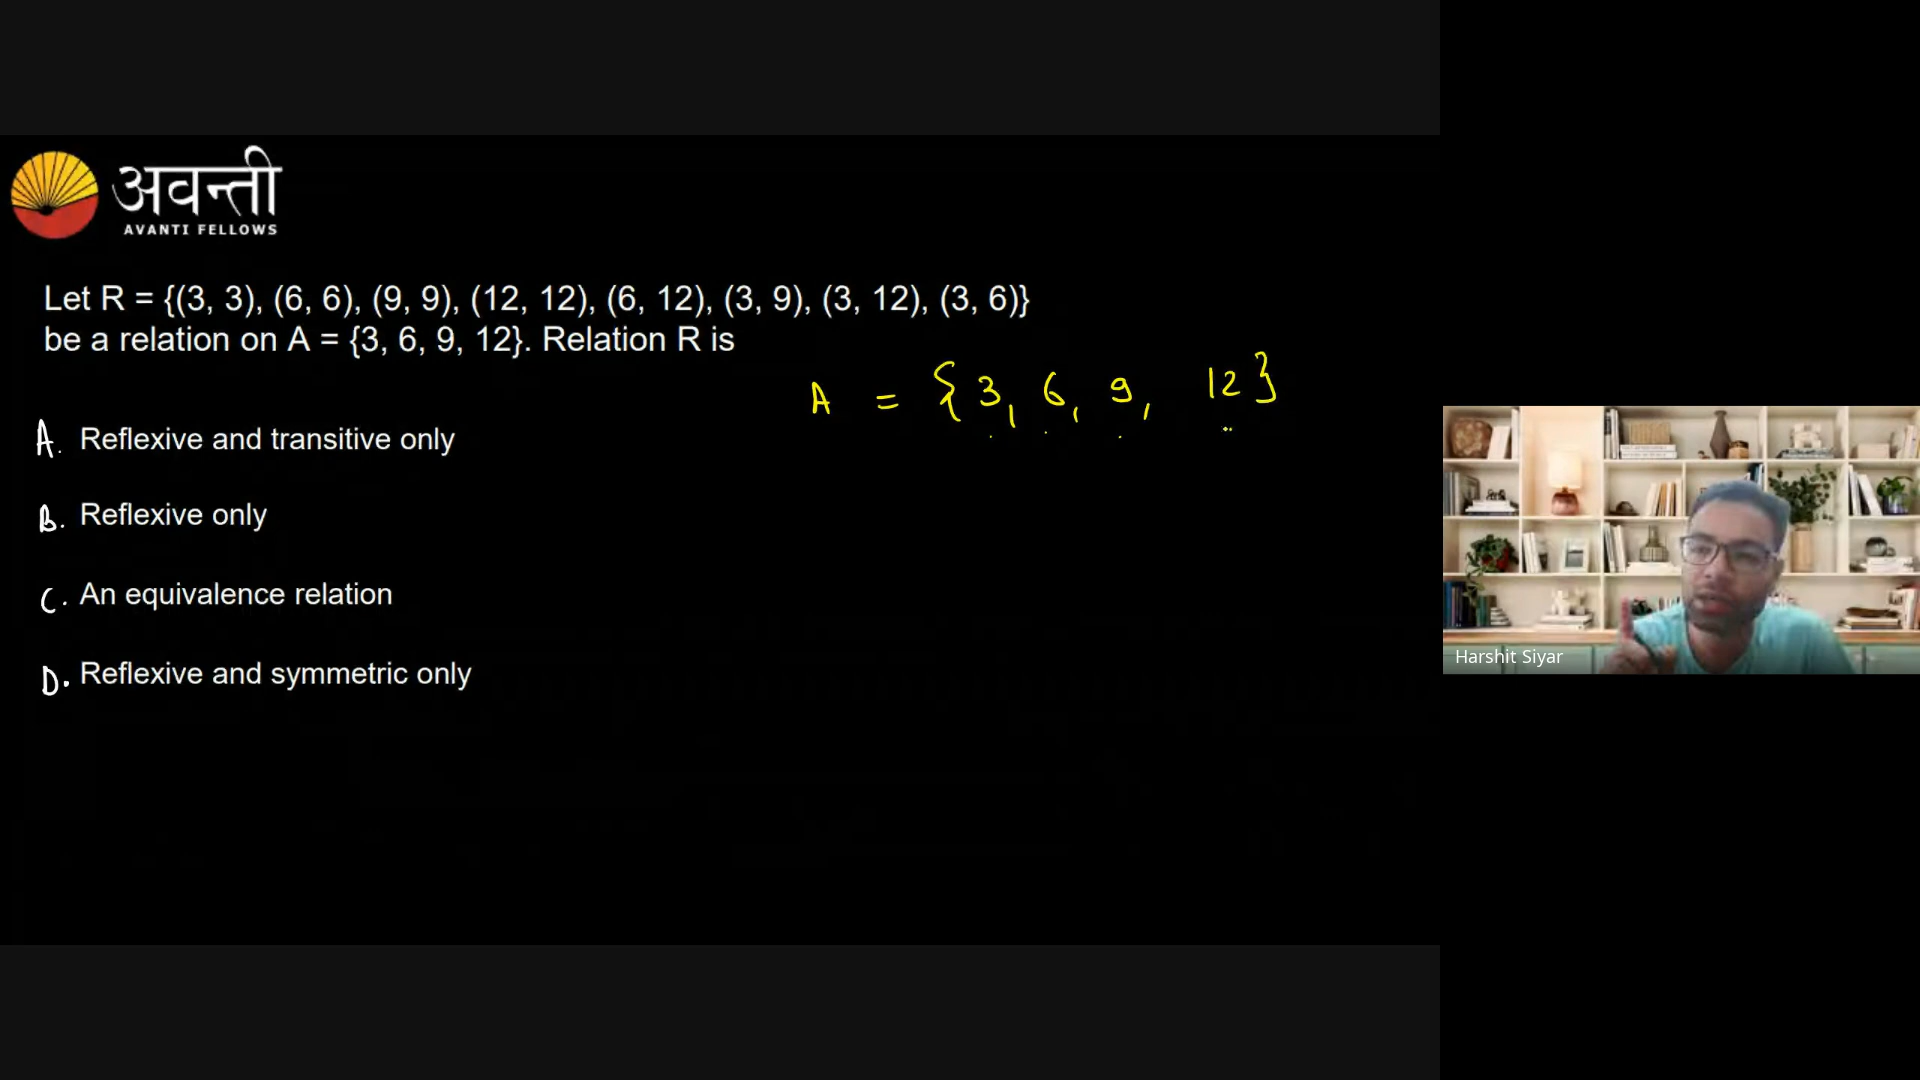 अवन्ती
AVANTI FELLOWS
Let R = {(3, 3), (6, 6), (9, 9), (12, 12), (6, 12), (3, 9), (3, 12), (3, 6)}
be a relation on A = {3, 6, 9, 12}. Relation R is
A = {3, 6, 9, 12}
A. Reflexive and transitive only
B. Reflexive only
C. An equivalence relation
D. Reflexive and symmetric only
Harshit Siyar